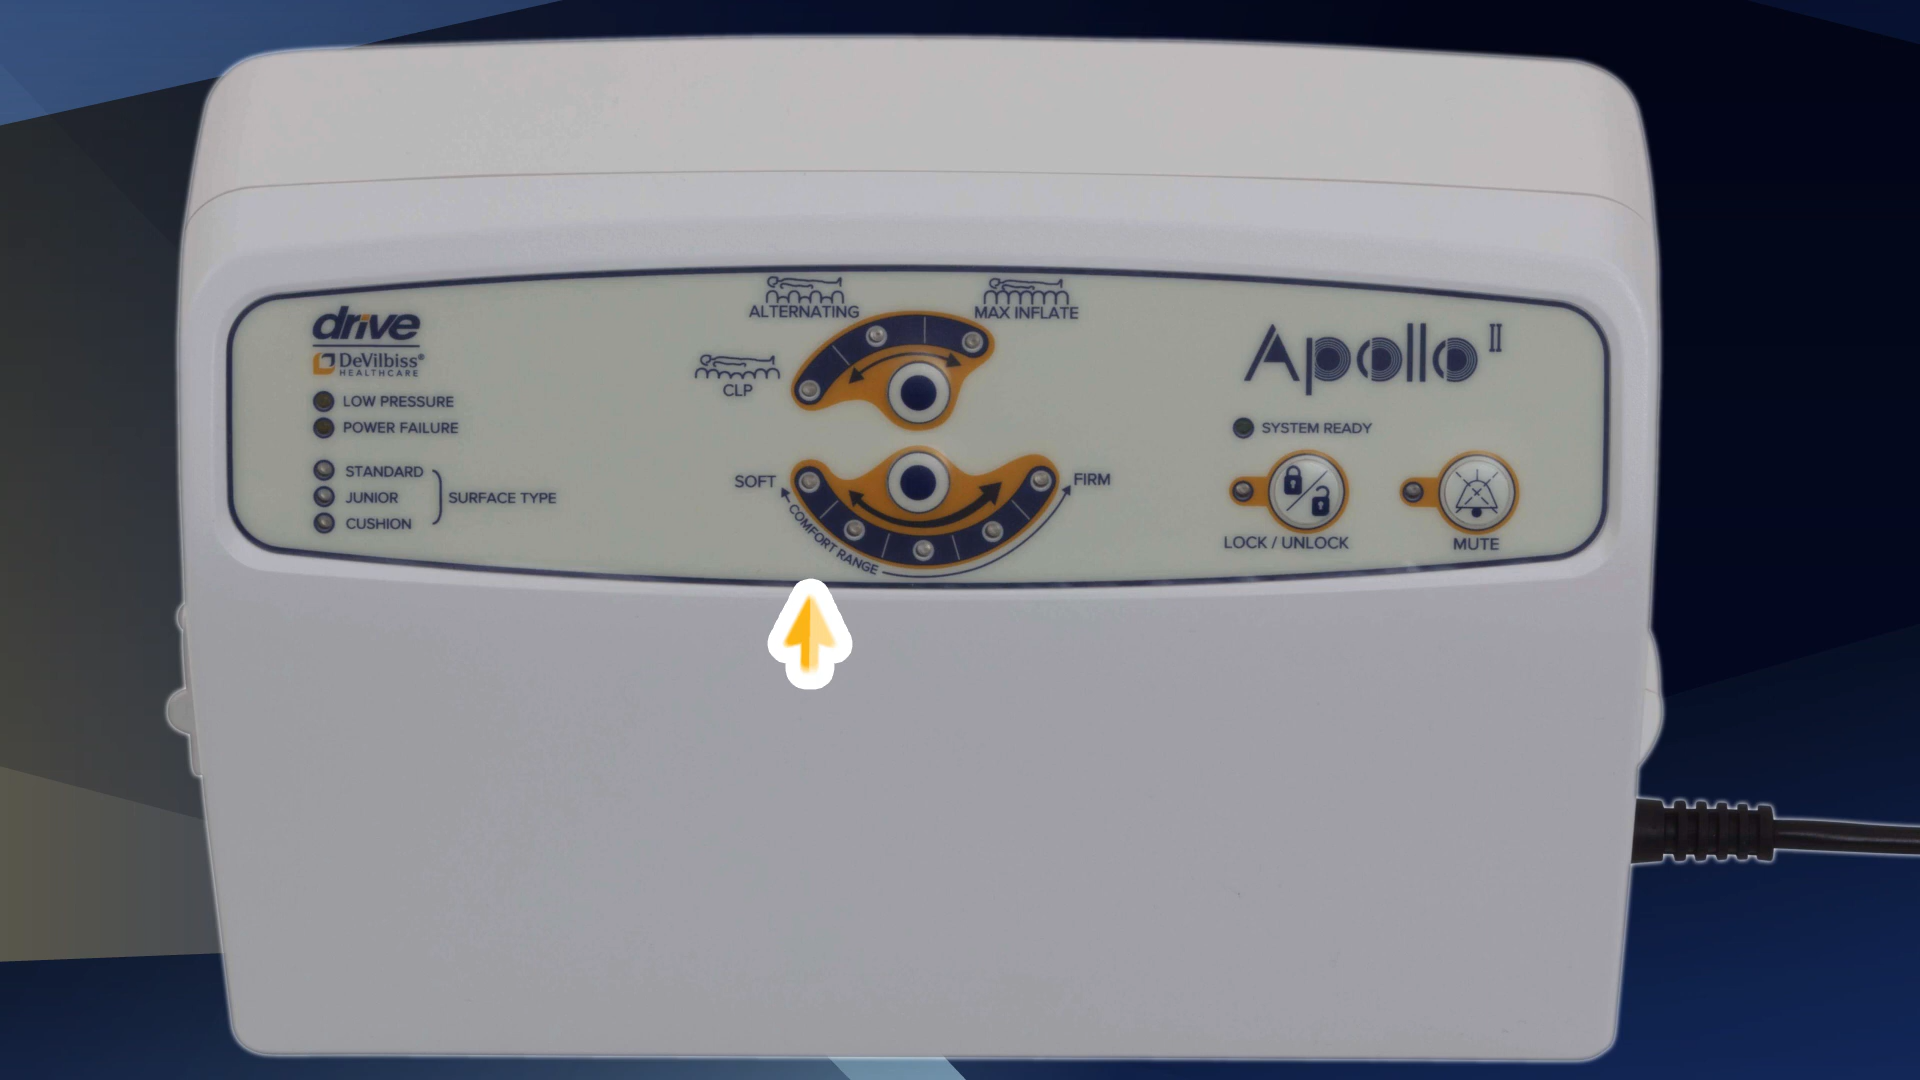 drive
DeVilbiss®
HEALTHCARE
LOW PRESSURE
POWER FAILURE
STANDARD
JUNIOR
CUSHION
SURFACE TYPE
ALTERNATING
MAX INFLATE
CLP
SOFT
FIRM
COMFORT RANGE
Apollo II
SYSTEM READY
LOCK / UNLOCK
MUTE